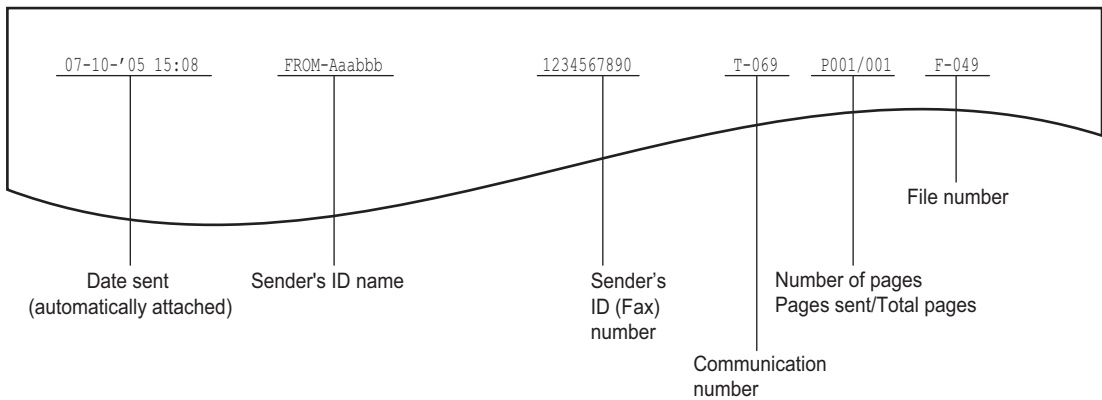 07-10-'05 15:08 FROM-Aaabbb 1234567890 T-069 P001/001 F-049
File number
Date sent
(automatically attached)
Sender's ID name
Sender's
ID (Fax)
number
Number of pages
Pages sent/Total pages
Communication
number